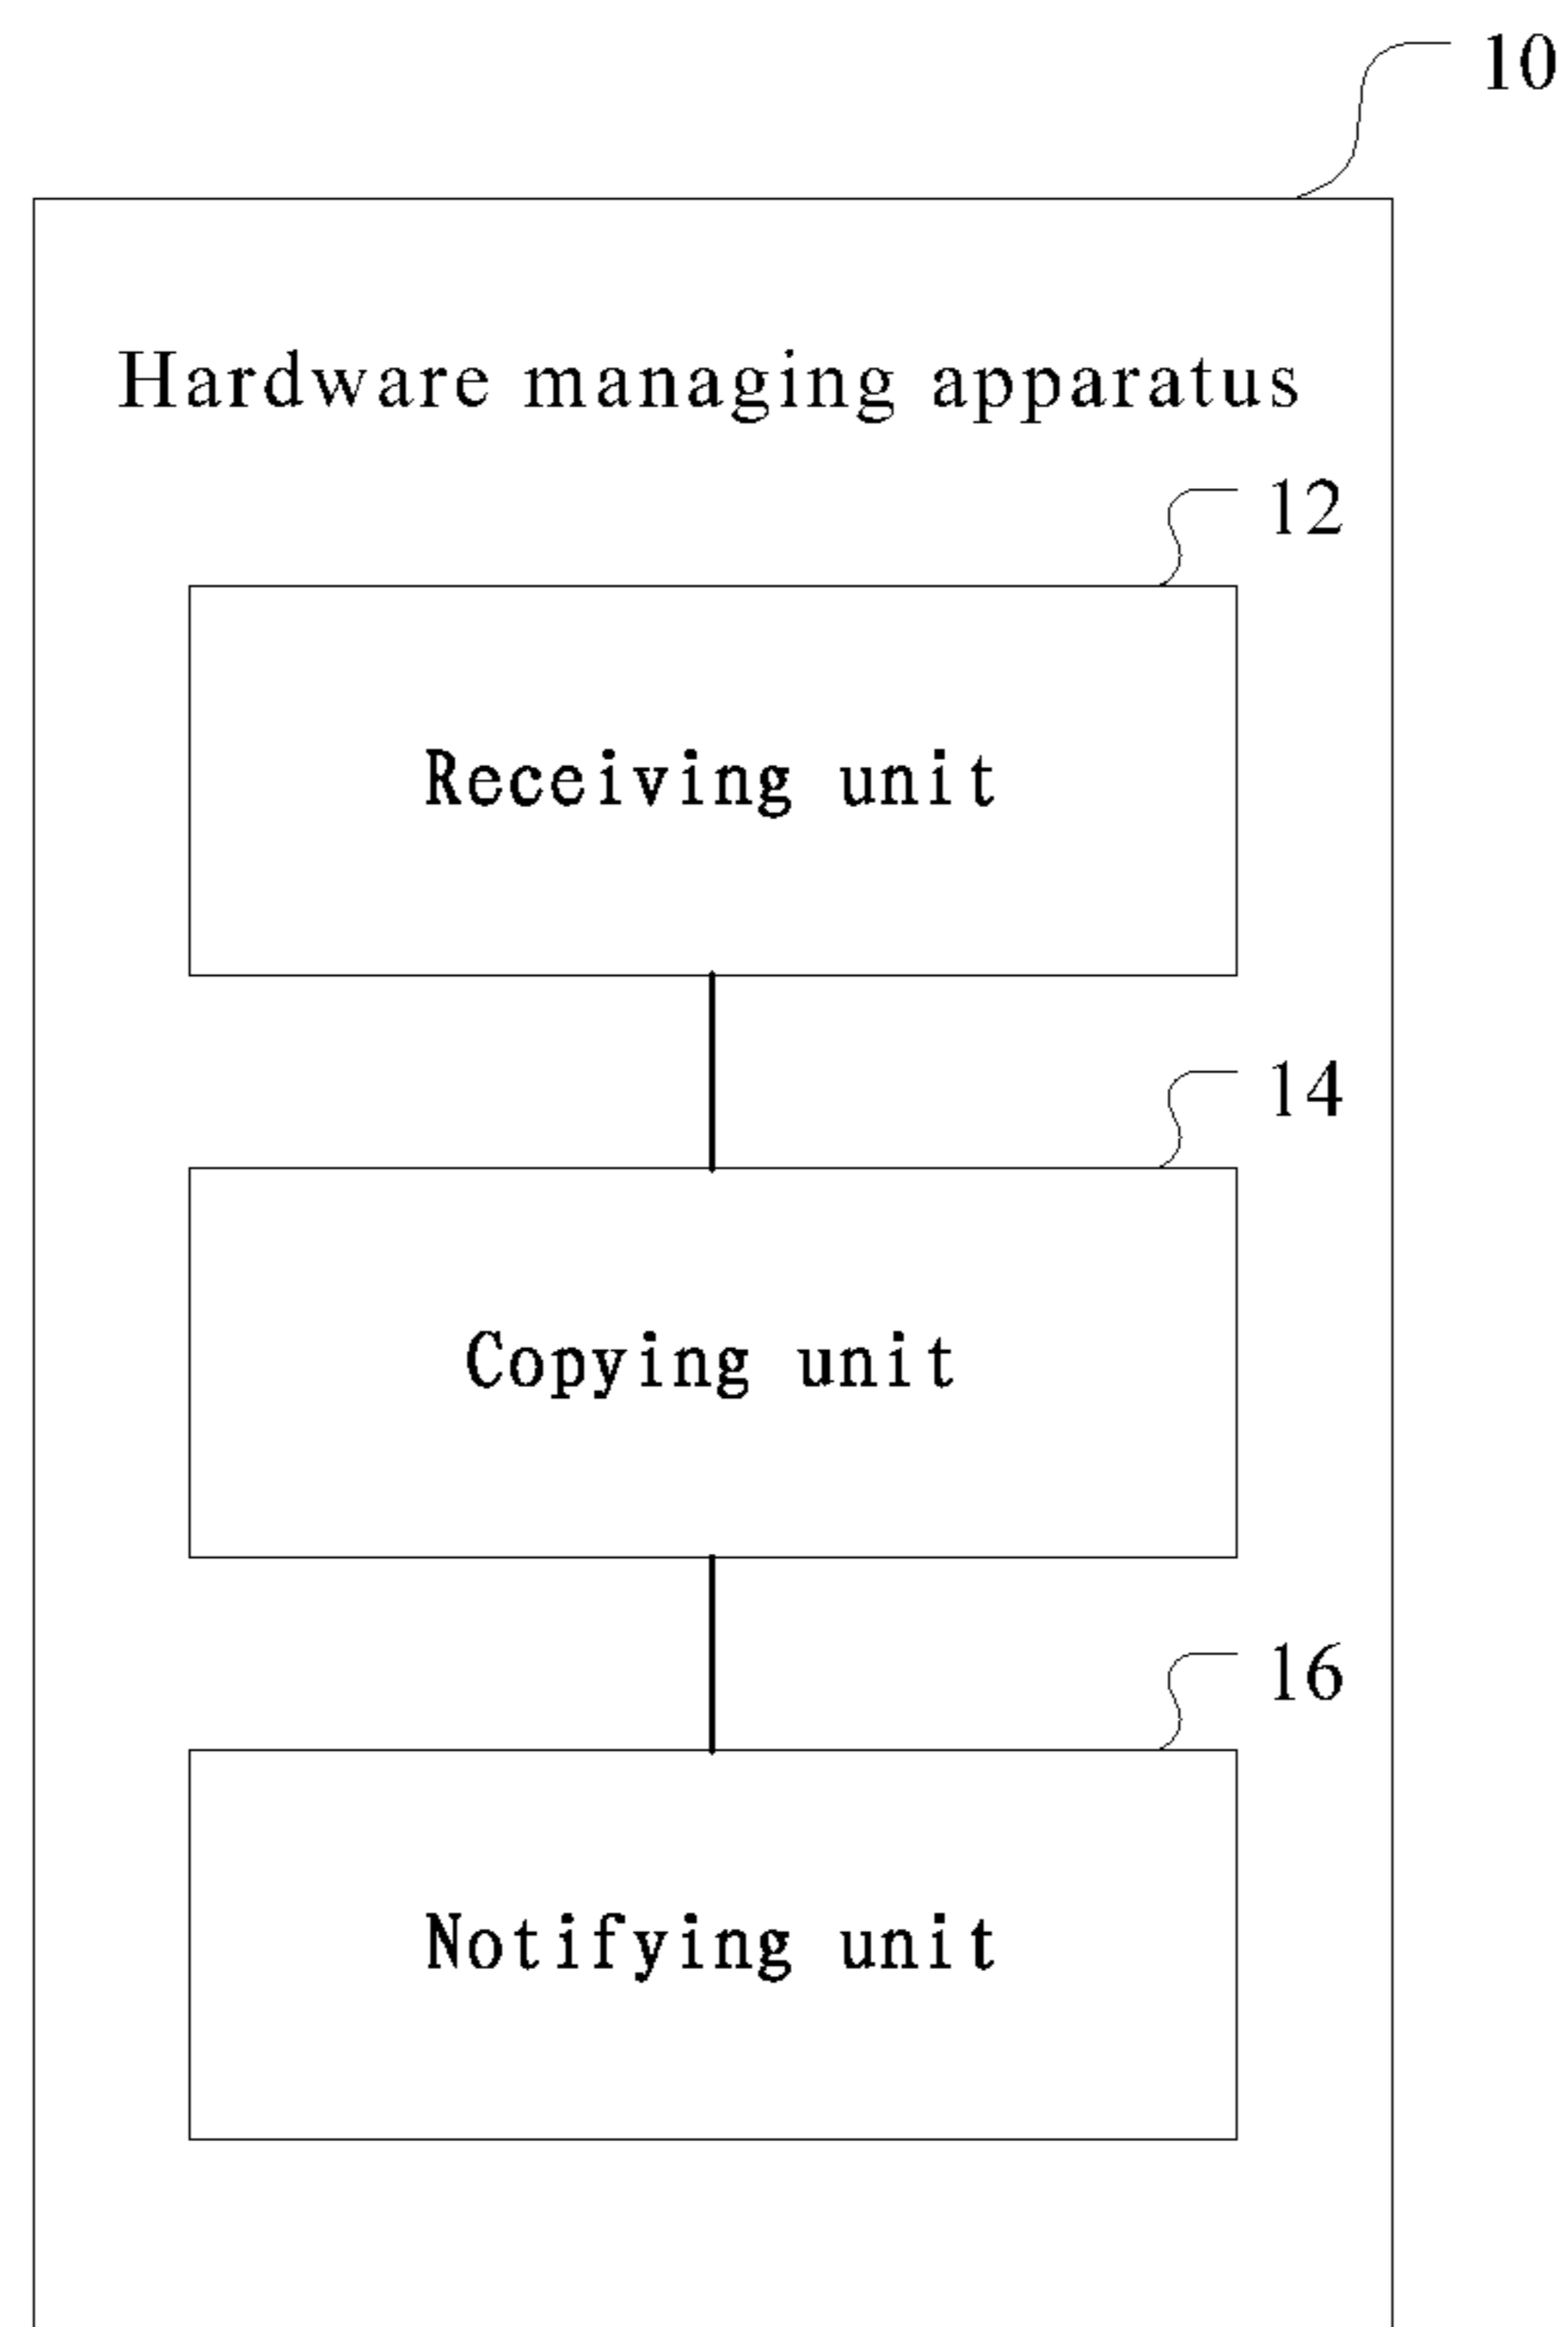 10
Hardware managing apparatus
12
Receiving unit
14
Copying unit
16
Notifying unit